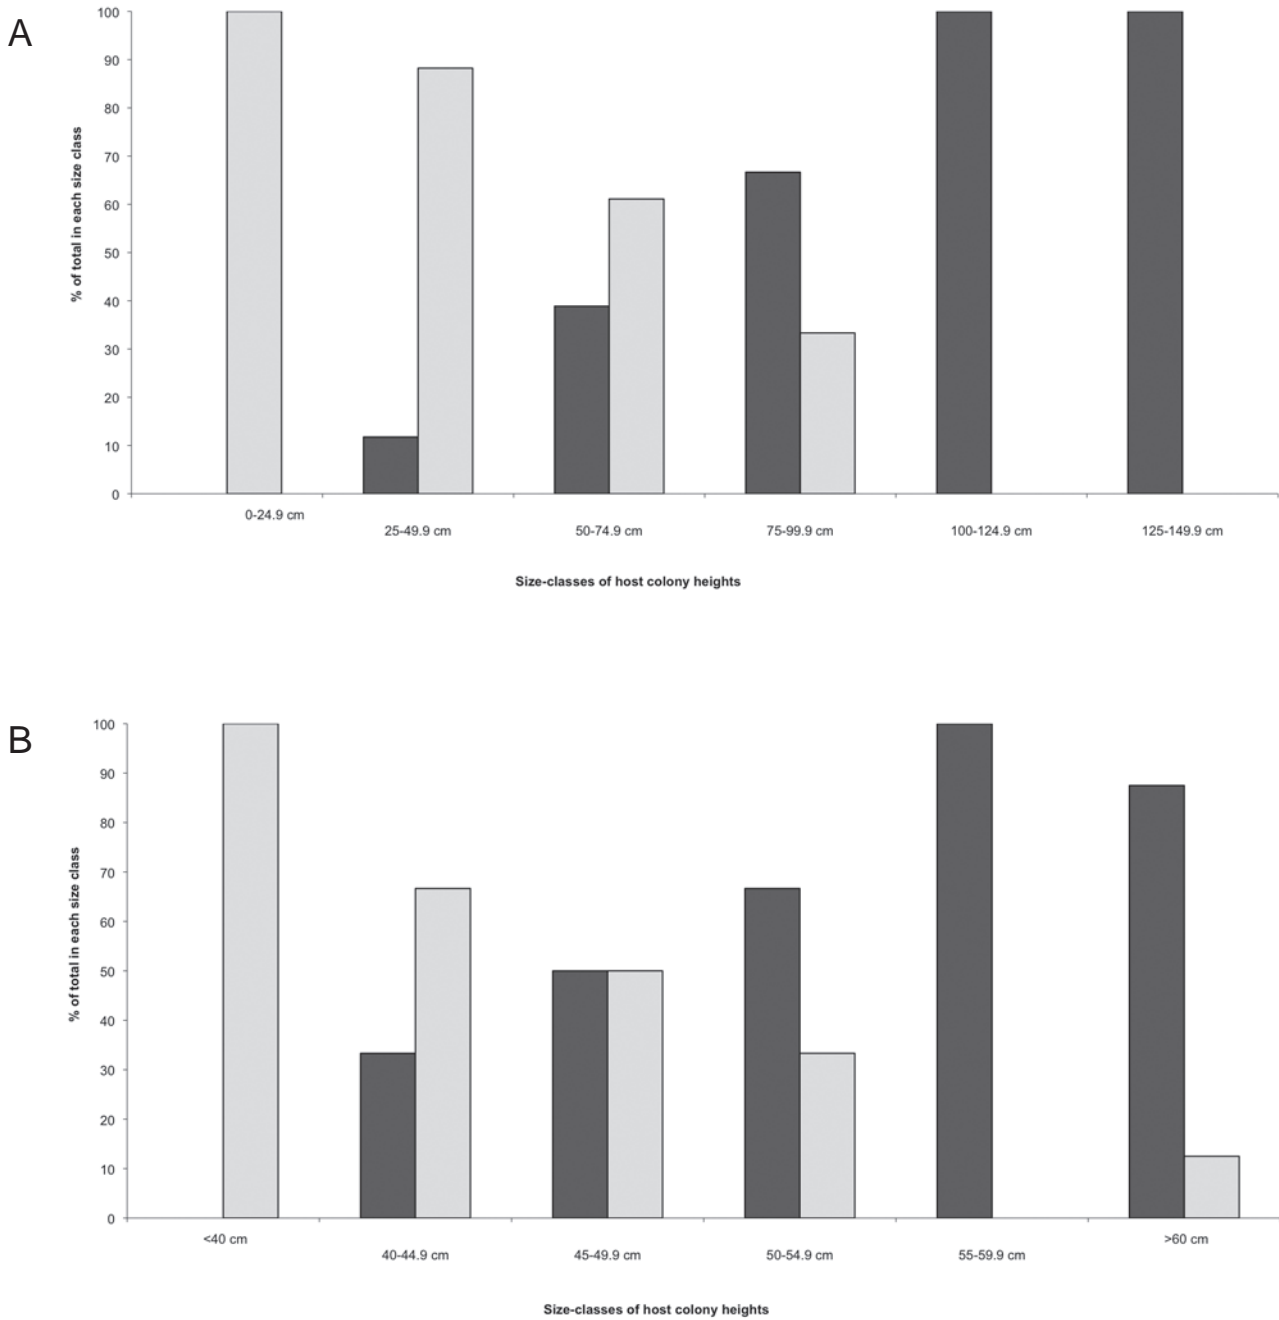 A
100
90
80
70
60
50
40
30
20
10
0
% of total in each size class
0-24.9 cm
25-49.9 cm
50-74.9 cm
75-99.9 cm
100-124.9 cm
125-149.9 cm
Size-classes of host colony heights
B
100
90
80
70
60
50
40
30
20
10
0
% of total in each size class
<40 cm
40-44.9 cm
45-49.9 cm
50-54.9 cm
55-59.9 cm
>60 cm
Size-classes of host colony heights